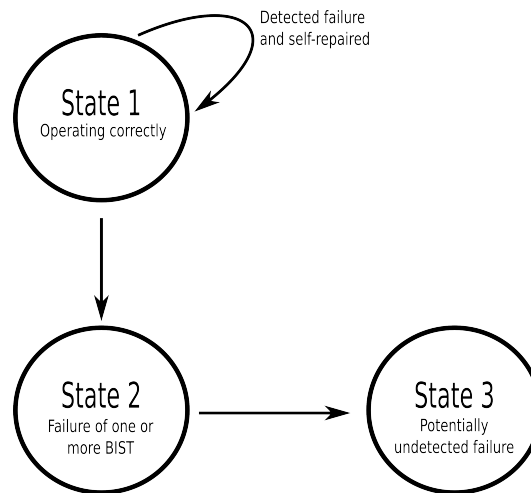 Detected failure
and self-repaired
State 1
Operating correctly
State 2
Failure of one or
more BIST
State 3
Potentially
undetected failure